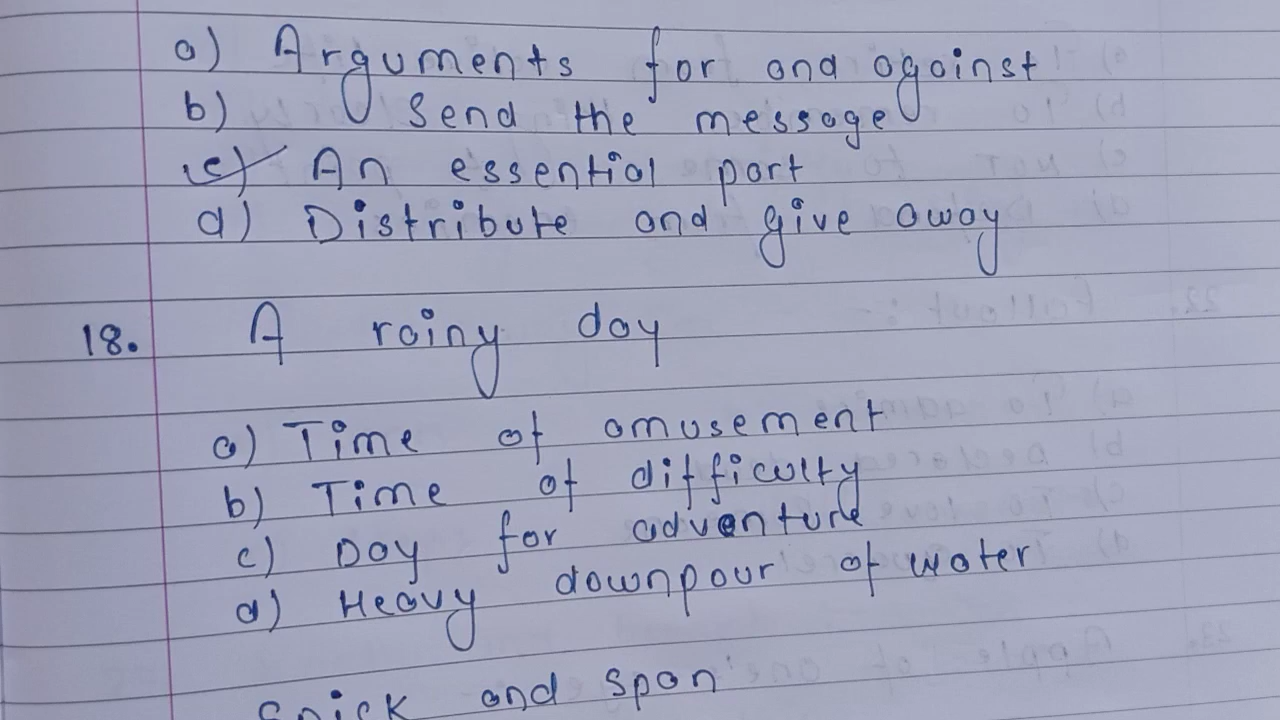 a) Arguments for and against
b) Send the message
c) An essential part
d) Distribute and give away
18. A rainy day
a) Time of amusement
b) Time of difficulty
c) Day for adventure
d) Heavy downpour of water
Spick and span